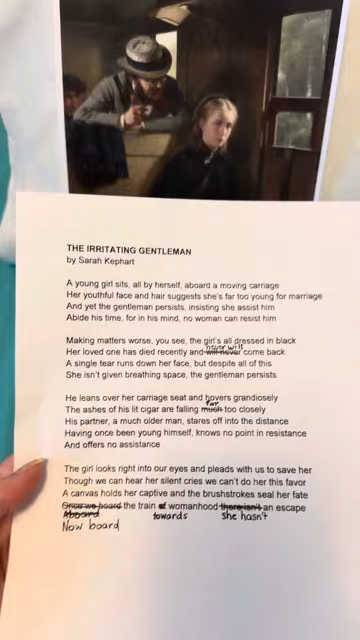 THE IRRITATING GENTLEMAN
by Sarah Kephart
A young girl sits, all by herself, aboard a moving carriage
Her youthful face and hair suggests she's far too young for marriage
And yet the gentleman persists, insisting she assist him
Abide his time, for in his mind, no woman can resist him
Making matters worse, you see, the girl's all dressed in black
never will
Her loved one has died recently and will never come back
A single tear runs down her face, but despite all of this
She isn't given breathing space, the gentleman persists
He leans over her carriage seat and hovers grandiosely
far
The ashes of his lit cigar are falling much too closely
His partner, a much older man, stares off into the distance
Having once been young himself, knows no point in resistance
And offers no assistance
The girl looks right into our eyes and pleads with us to save her
Though we can hear her silent cries we can't do her this favor
A canvas holds her captive and the brushstrokes seal her fate
Once we board the train of womanhood there isn't an escape
Aboard towards she hasn't
Now board